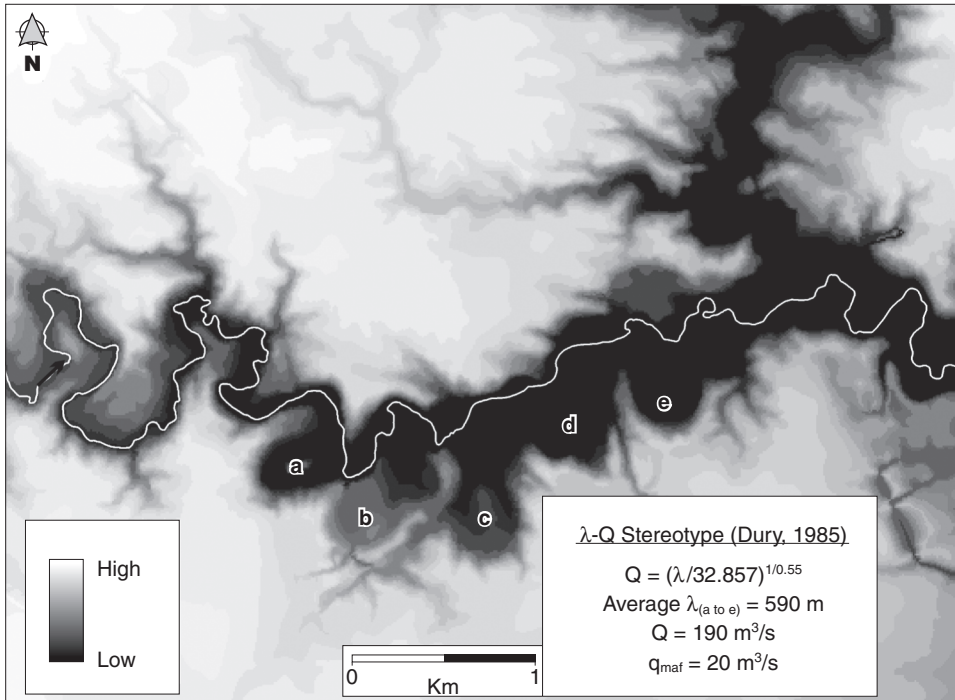 N
a
b
c
d
e
High
Low
0 1
Km
λ-Q Stereotype (Dury, 1985)
Q = (λ/32.857)^1/0.55
Average λ(a to e) = 590 m
Q = 190 m³/s
qmaf = 20 m³/s